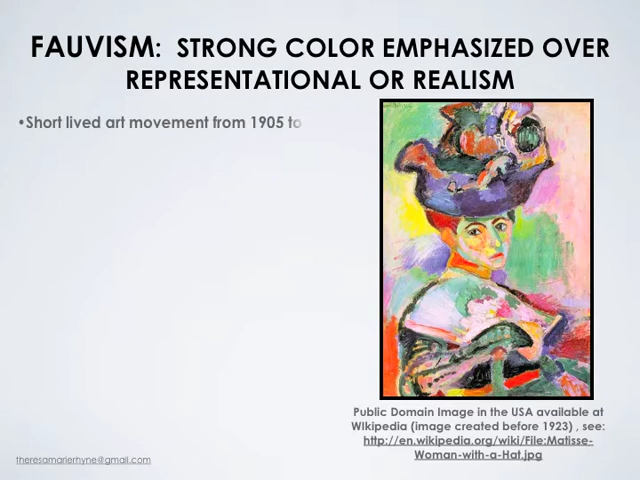 FAUVISM: STRONG COLOR EMPHASIZED OVER
REPRESENTATIONAL OR REALISM
•Short lived art movement from 1905 to
Public Domain Image in the USA available at
WIkipedia (image created before 1923) , see:
http://en.wikipedia.org/wiki/File:Matisse-
Woman-with-a-Hat.jpg
theresamarierhyne@gmail.com